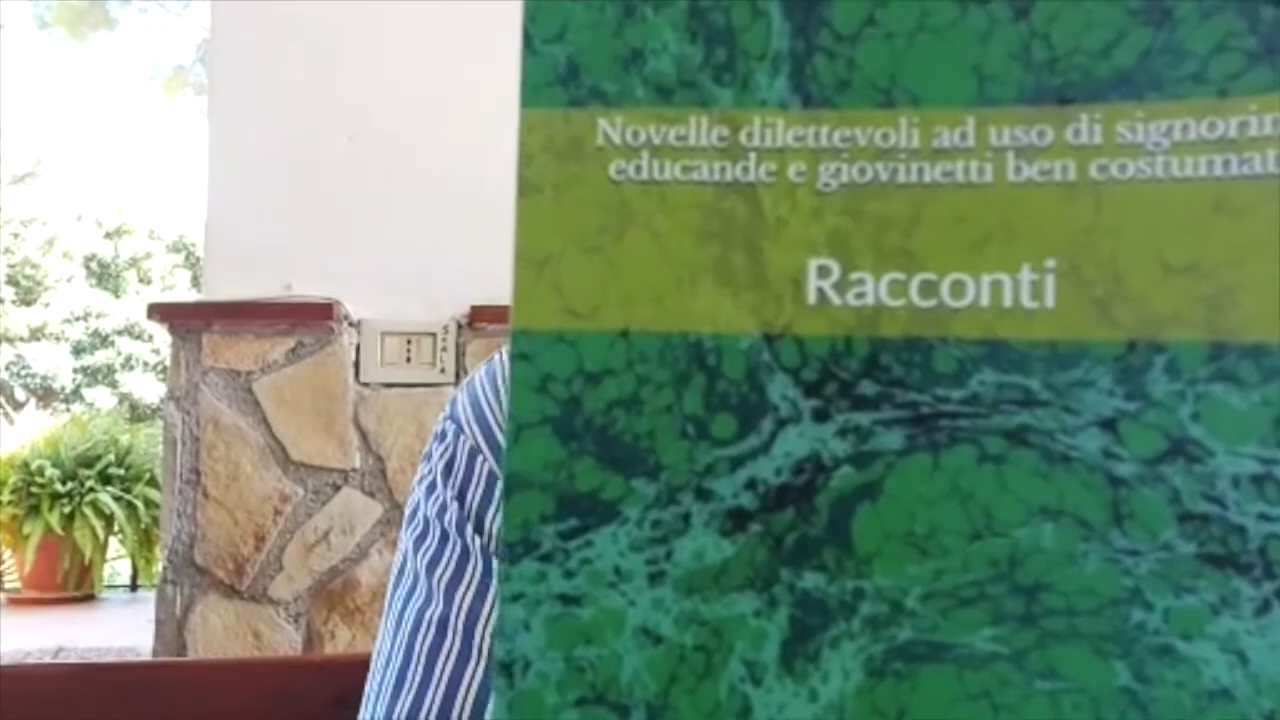 Novelle dilettevoli ad uso di signorin
educande e giovinetti ben costumat
Racconti
SCALA